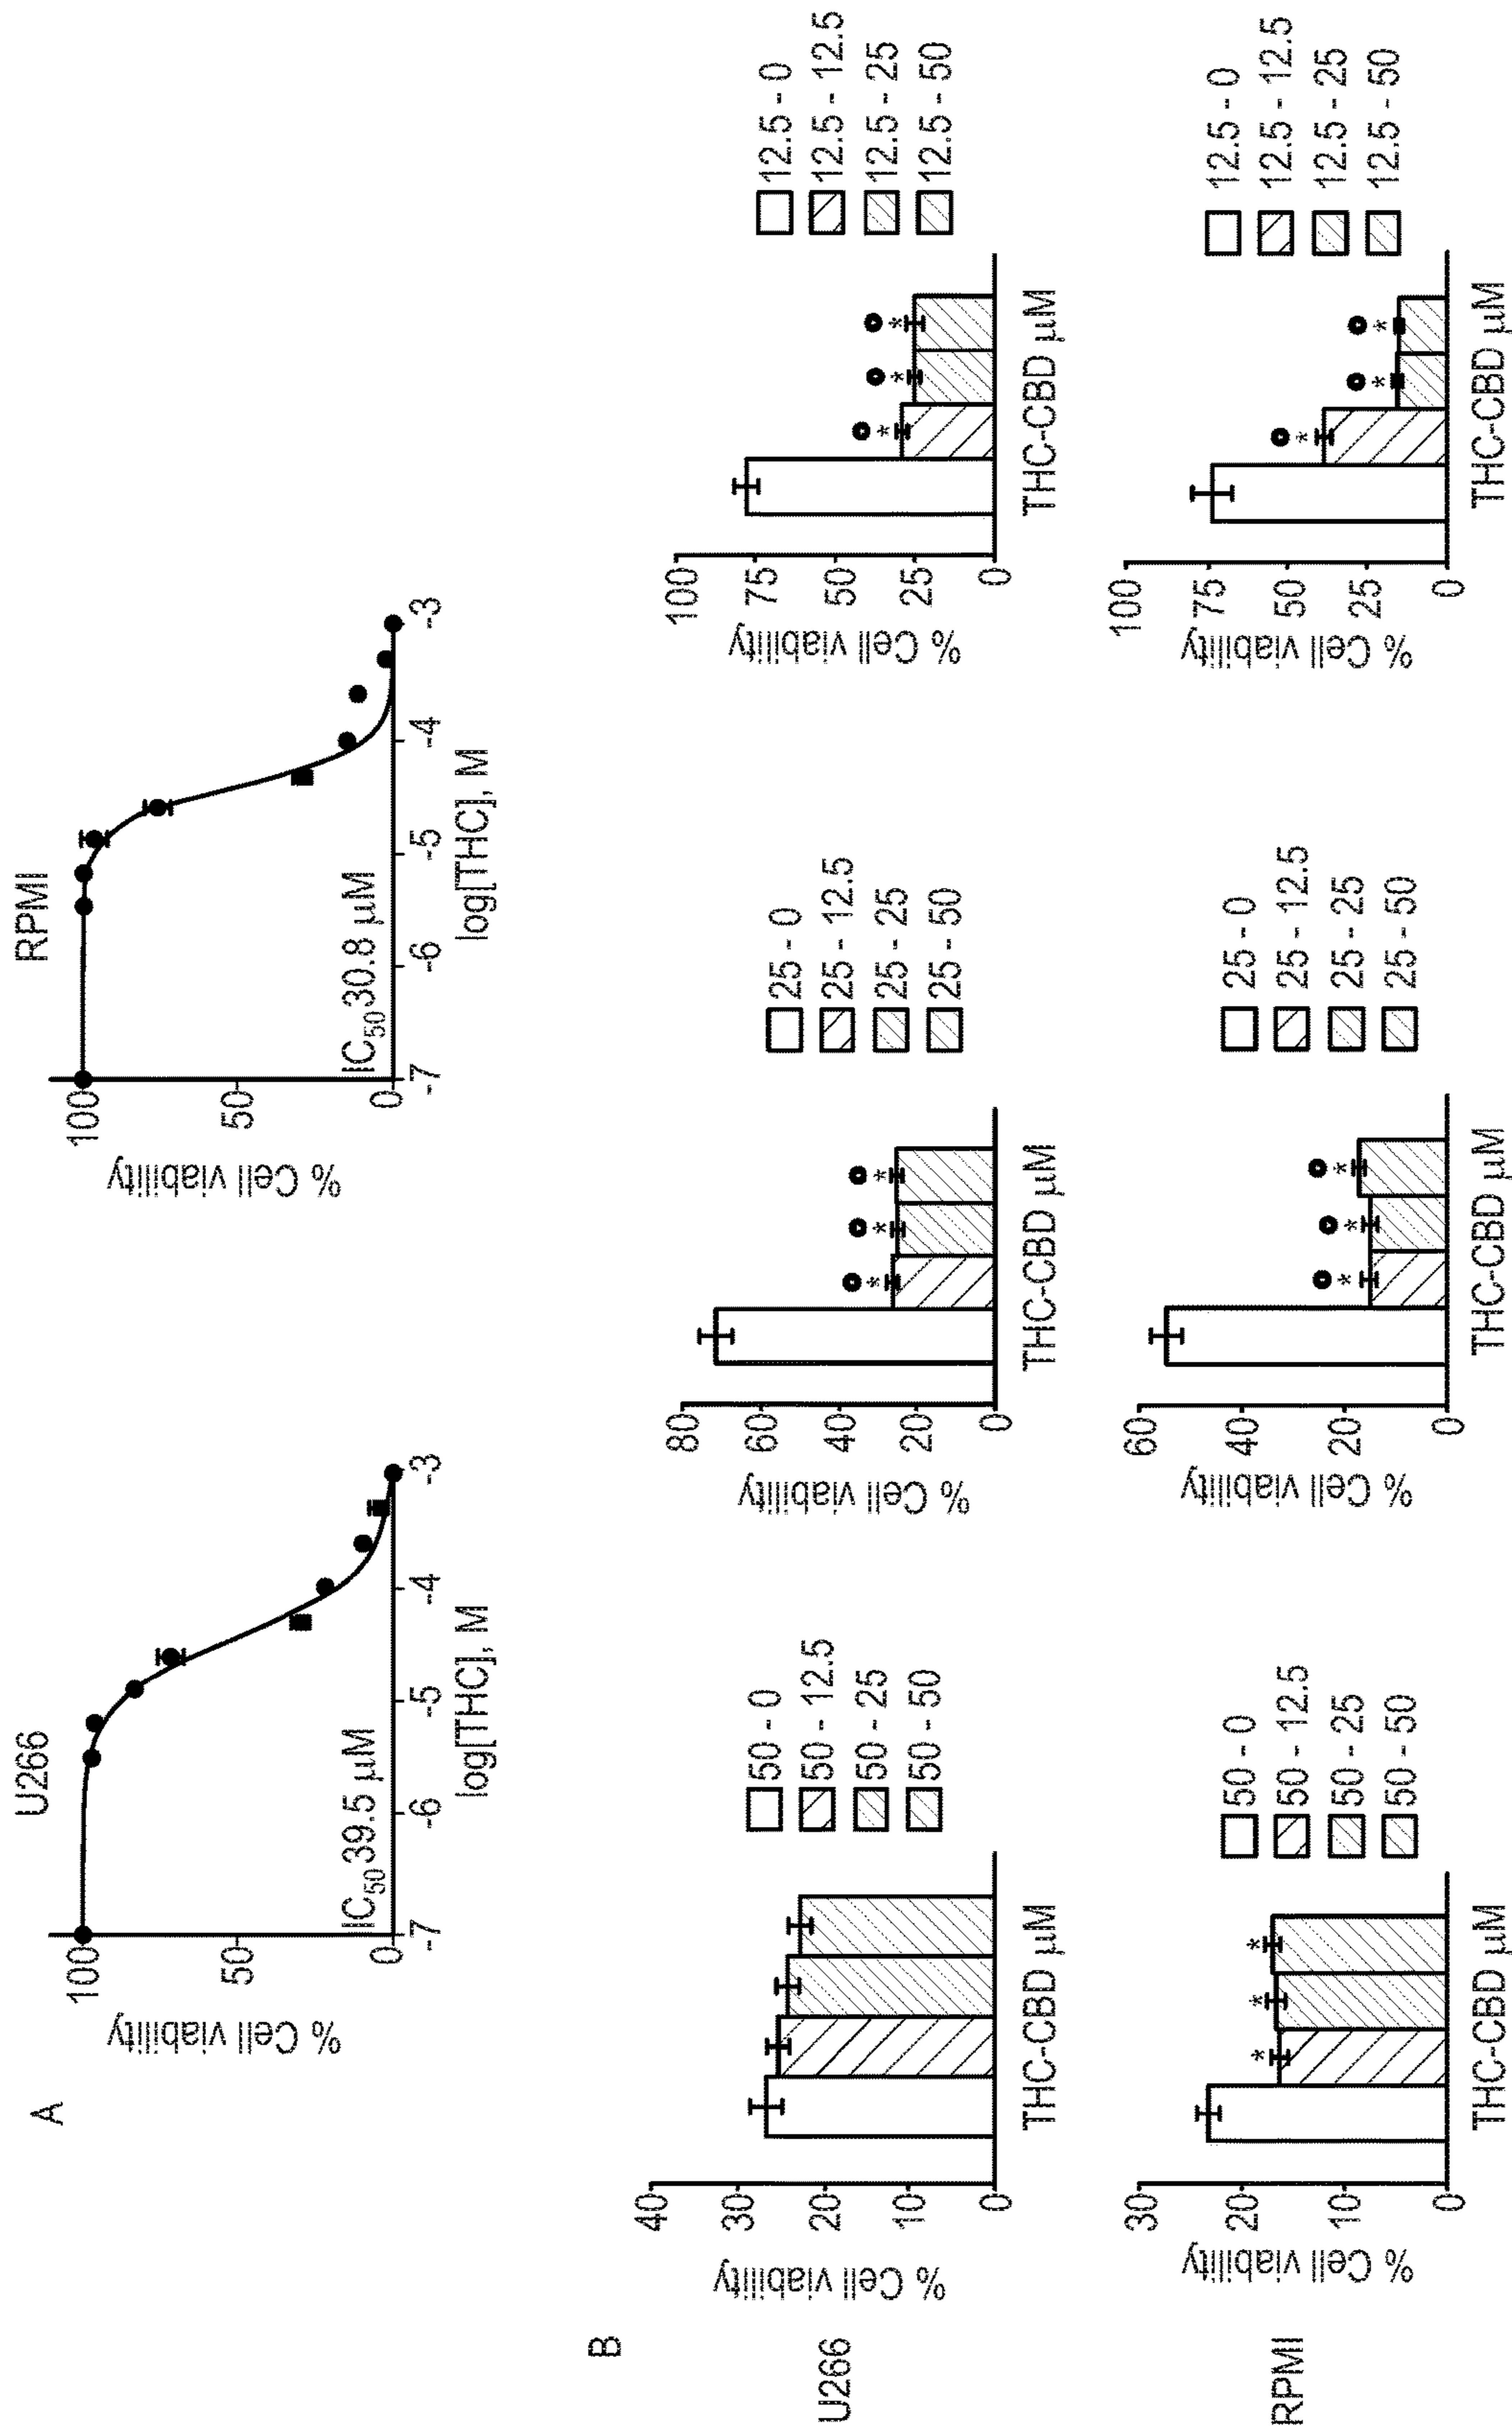 A
U266
% Cell viability
100
50
0
IC50 39.5 µM
-7 -6 -5 -4 -3
log[THC], M
RPMI
% Cell viability
100
50
0
IC50 30.8 µM
-7 -6 -5 -4 -3
log[THC], M
B
U266
% Cell viability
40
30
20
10
0
THC-CBD µM
50 - 0
50 - 12.5
50 - 25
50 - 50
% Cell viability
80
60
40
20
0
* * *
THC-CBD µM
25 - 0
25 - 12.5
25 - 25
25 - 50
% Cell viability
100
75
50
25
0
* * *
THC-CBD µM
12.5 - 0
12.5 - 12.5
12.5 - 25
12.5 - 50
RPMI
% Cell viability
30
20
10
0
* * *
THC-CBD µM
50 - 0
50 - 12.5
50 - 25
50 - 50
% Cell viability
60
40
20
0
* * *
THC-CBD µM
25 - 0
25 - 12.5
25 - 25
25 - 50
% Cell viability
100
75
50
25
0
* * *
THC-CBD µM
12.5 - 0
12.5 - 12.5
12.5 - 25
12.5 - 50